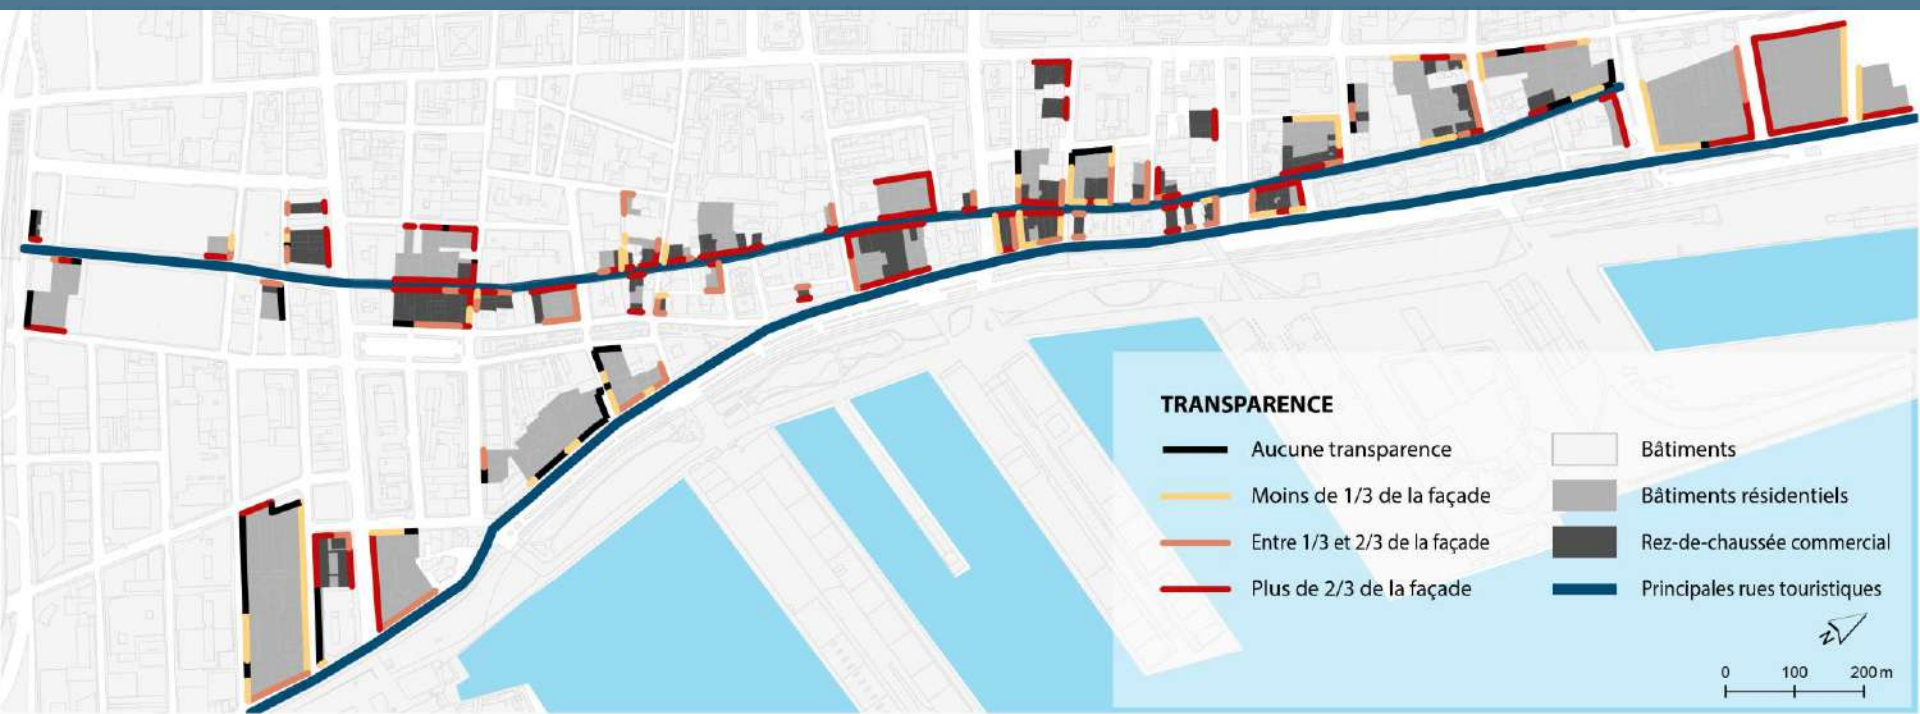 TRANSPARENCE
Aucune transparence
Moins de 1/3 de la façade
Entre 1/3 et 2/3 de la façade
Plus de 2/3 de la façade
Bâtiments
Bâtiments résidentiels
Rez-de-chaussée commercial
Principales rues touristiques
N
0 100 200 m